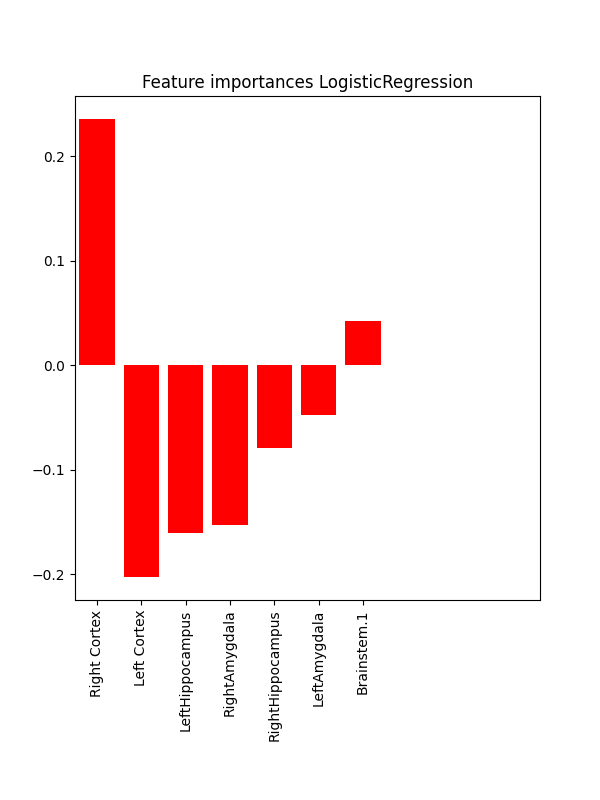 Feature importances LogisticRegression
0.2
0.1
0.0
−0.1
−0.2
Right Cortex
Left Cortex
LeftHippocampus
RightAmygdala
RightHippocampus
LeftAmygdala
Brainstem.1